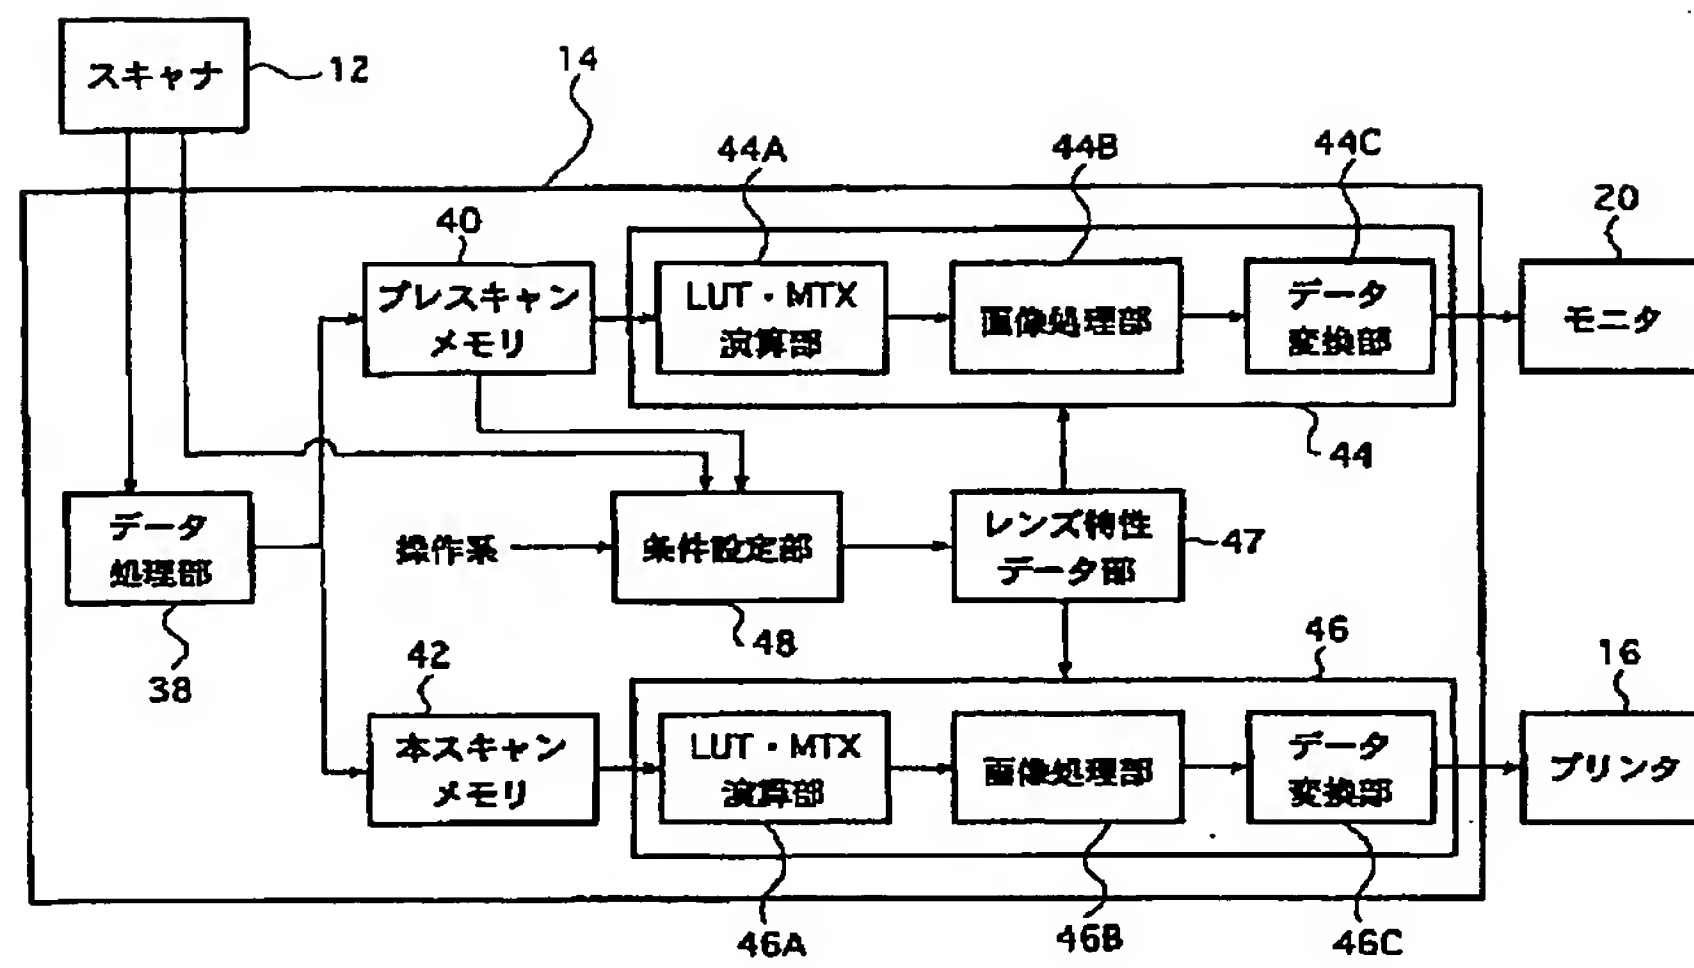 スキャナ
12
14
44A
44B
44C
20
40
プレスキャン
メモリ
LUT・MTX
演算部
画像処理部
データ
変換部
モニタ
44
データ
処理部
38
操作系
条件設定部
48
レンズ特性
データ部
47
42
46
16
本スキャン
メモリ
LUT・MTX
演算部
画像処理部
データ
変換部
プリンタ
46A
46B
46C